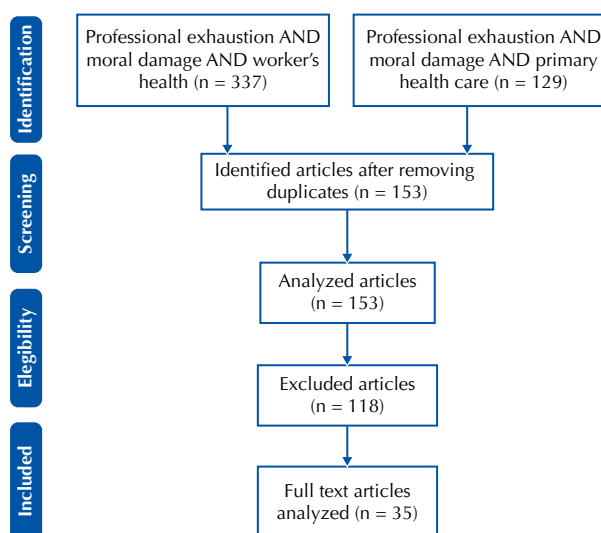 Identification
Professional exhaustion AND
moral damage AND worker's
health (n = 337)
Professional exhaustion AND
moral damage AND primary
health care (n = 129)
Screening
Identified articles after removing
duplicates (n = 153)
Analyzed articles
(n = 153)
Elegibility
Excluded articles
(n = 118)
Included
Full text articles
analyzed (n = 35)